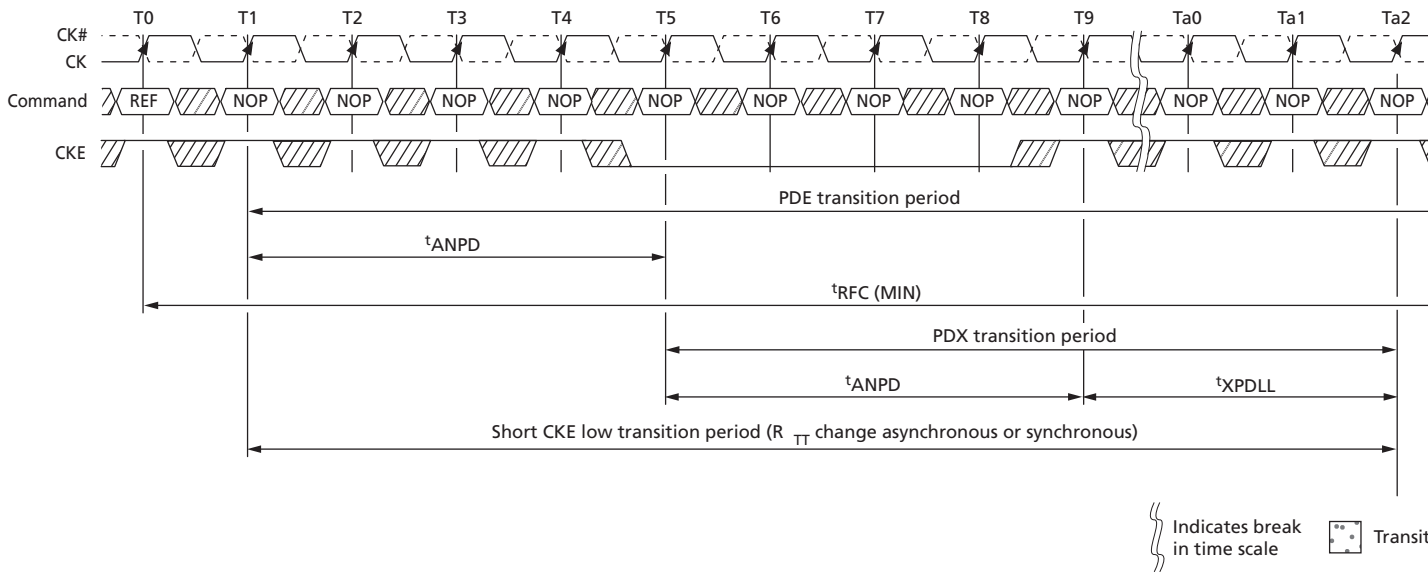 T0 T1 T2 T3 T4 T5 T6 T7 T8 T9 Ta0 Ta1 Ta2
CK#
CK
Command REF NOP NOP NOP NOP NOP NOP NOP NOP NOP NOP NOP NOP
CKE
PDE transition period
tANPD
tRFC (MIN)
PDX transition period
tANPD tXPDLL
Short CKE low transition period (R TT change asynchronous or synchronous)
Indicates break
in time scale
Transit